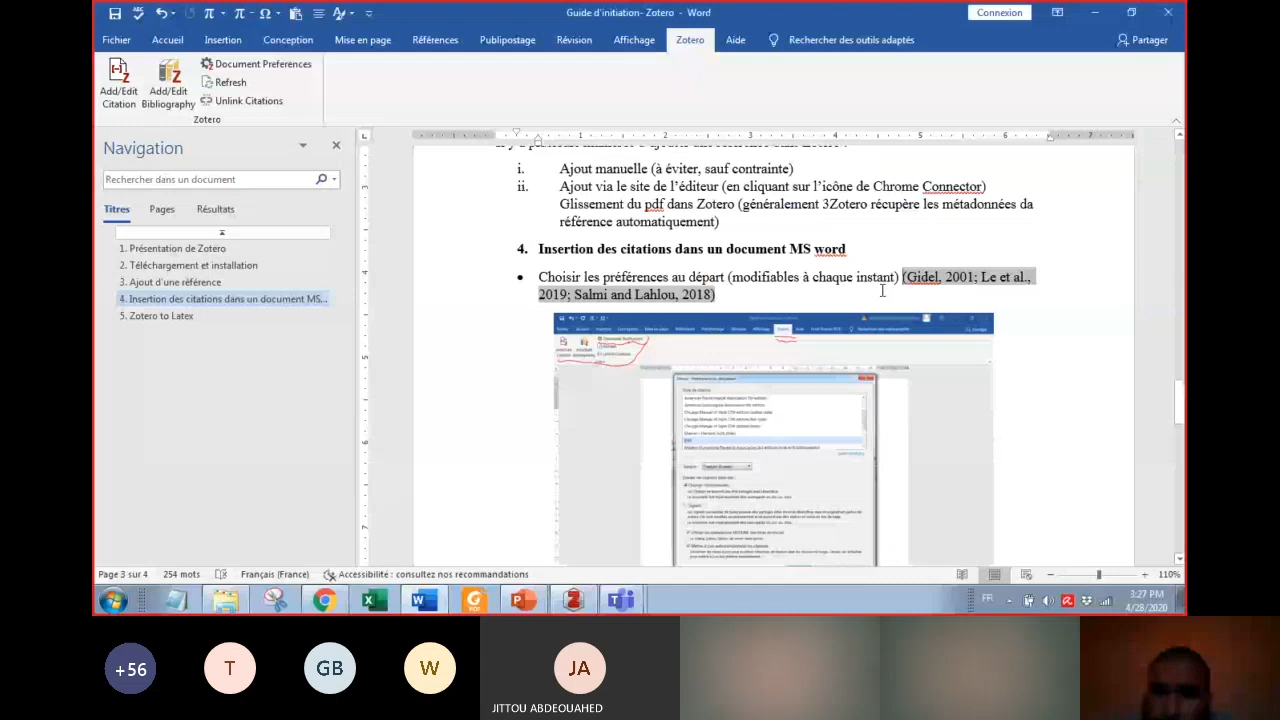 Guide d'initiation- Zotero - Word
Connexion
Fichier Accueil Insertion Conception Mise en page Références Publipostage Révision Affichage Zotero Aide Rechercher des outils adaptés Partager
Add/Edit Citation
Add/Edit Bibliography
Document Preferences
Refresh
Unlink Citations
Zotero
Navigation
Rechercher dans un document
Titres Pages Résultats
1. Présentation de Zotero
2. Téléchargement et installation
3. Ajout d'une référence
4. Insertion des citations dans un document MS...
5. Zotero to Latex
i. Ajout manuelle (à éviter, sauf contrainte)
ii. Ajout via le site de l'éditeur (en cliquant sur l'icône de Chrome Connector)
Glissement du pdf dans Zotero (généralement 3Zotero récupère les métadonnées da
référence automatiquement)
4. Insertion des citations dans un document MS word
• Choisir les préférences au départ (modifiables à chaque instant) (Gidel, 2001; Le et al.,
2019; Salmi and Lahlou, 2018)
Page 3 sur 4 254 mots Français (France) Accessibilité : consultez nos recommandations 110%
FR
3:27 PM
4/28/2020
+56 T GB W JA
JITTOU ABDEOUAHED